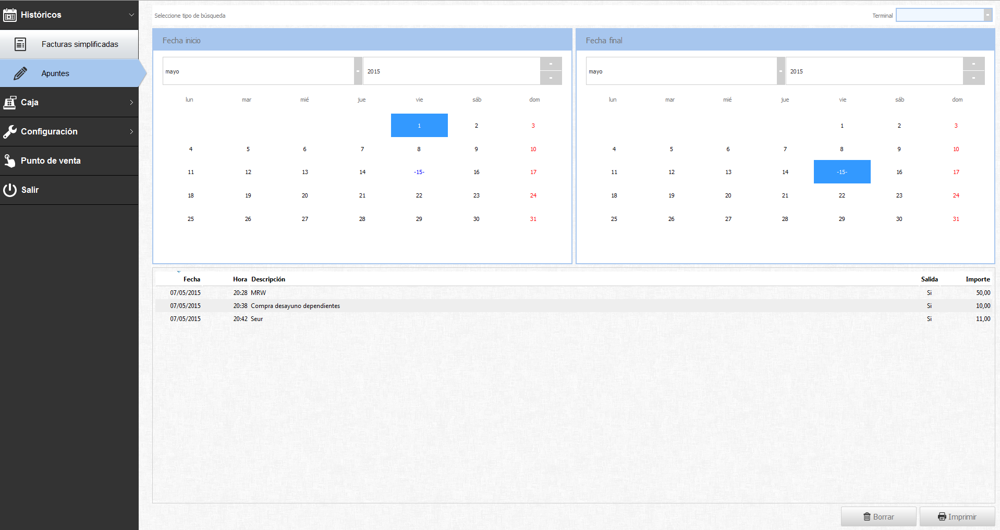 Históricos
Facturas simplificadas
Apuntes
Caja
Configuración
Punto de venta
Salir
Seleccione tipo de búsqueda
Terminal
Fecha inicio
mayo 2015
lun mar mié jue vie sáb dom
1 2 3
4 5 6 7 8 9 10
11 12 13 14 -15- 16 17
18 19 20 21 22 23 24
25 26 27 28 29 30 31
Fecha final
mayo 2015
lun mar mié jue vie sáb dom
1 2 3
4 5 6 7 8 9 10
11 12 13 14 -15- 16 17
18 19 20 21 22 23 24
25 26 27 28 29 30 31
Fecha Hora Descripción Salida Importe
07/05/2015 20:28 MRW Si 50,00
07/05/2015 20:38 Compra desayuno dependientes Si 10,00
07/05/2015 20:42 Seur Si 11,00
Borrar Imprimir